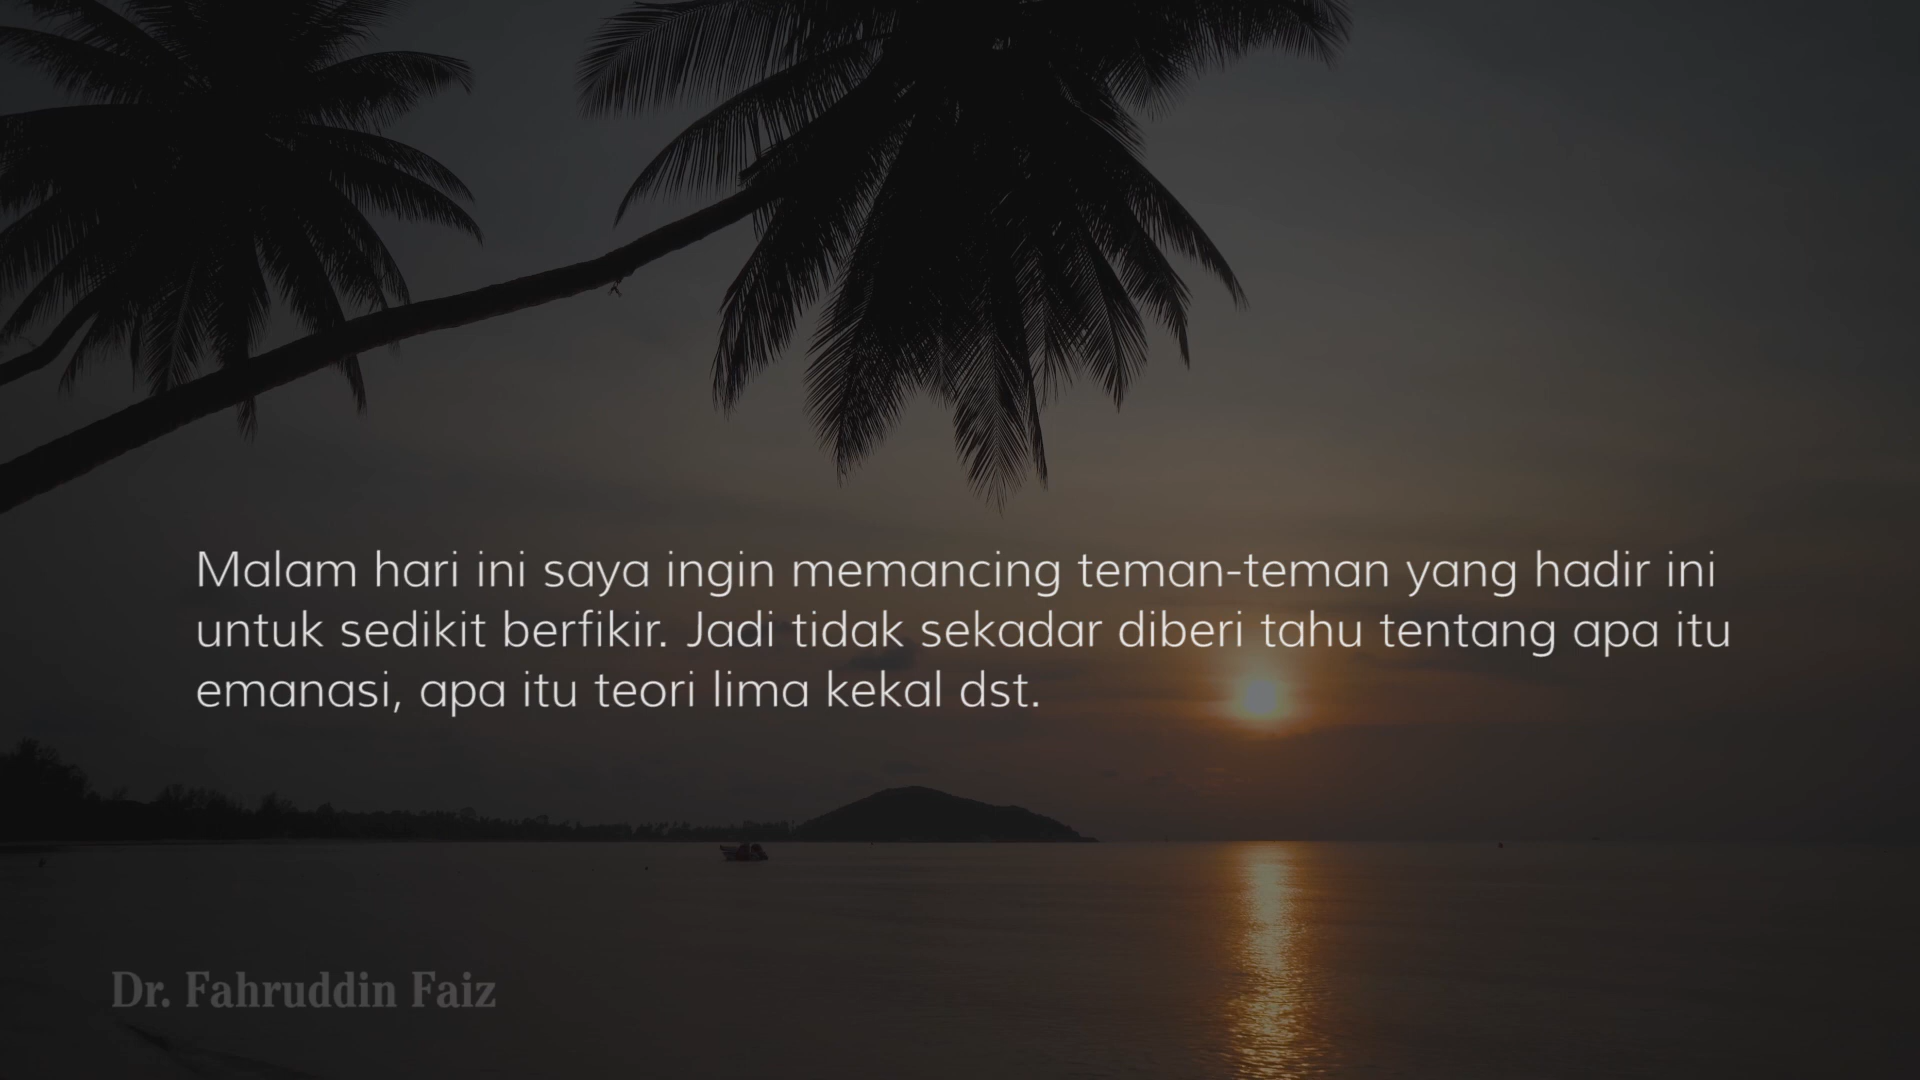 Malam hari ini saya ingin memancing teman-teman yang hadir ini
untuk sedikit berfikir. Jadi tidak sekadar diberi tahu tentang apa itu
emanasi, apa itu teori lima kekal dst.
Dr. Fahruddin Faiz